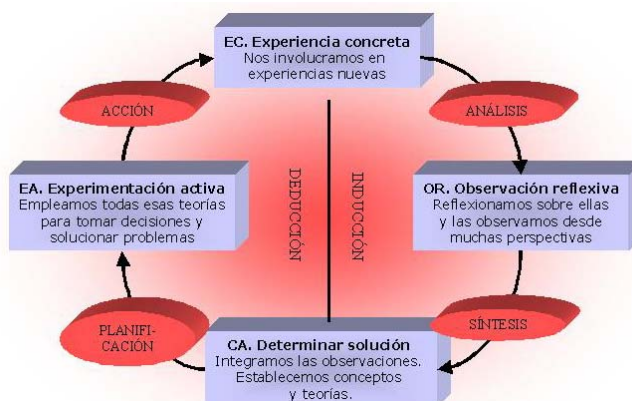 EC. Experiencia concreta
Nos involucramos en
experiencias nuevas
ACCIÓN
ANÁLISIS
EA. Experimentación activa
Empleamos todas esas teorías
para tomar decisiones y
solucionar problemas
DEDUCCIÓN
INDUCCIÓN
OR. Observación reflexiva
Reflexionamos sobre ellas
y las observamos desde
muchas perspectivas
PLANIFI-
CACIÓN
CA. Determinar solución
Integramos las observaciones.
Establecemos conceptos
y teorías.
SÍNTESIS